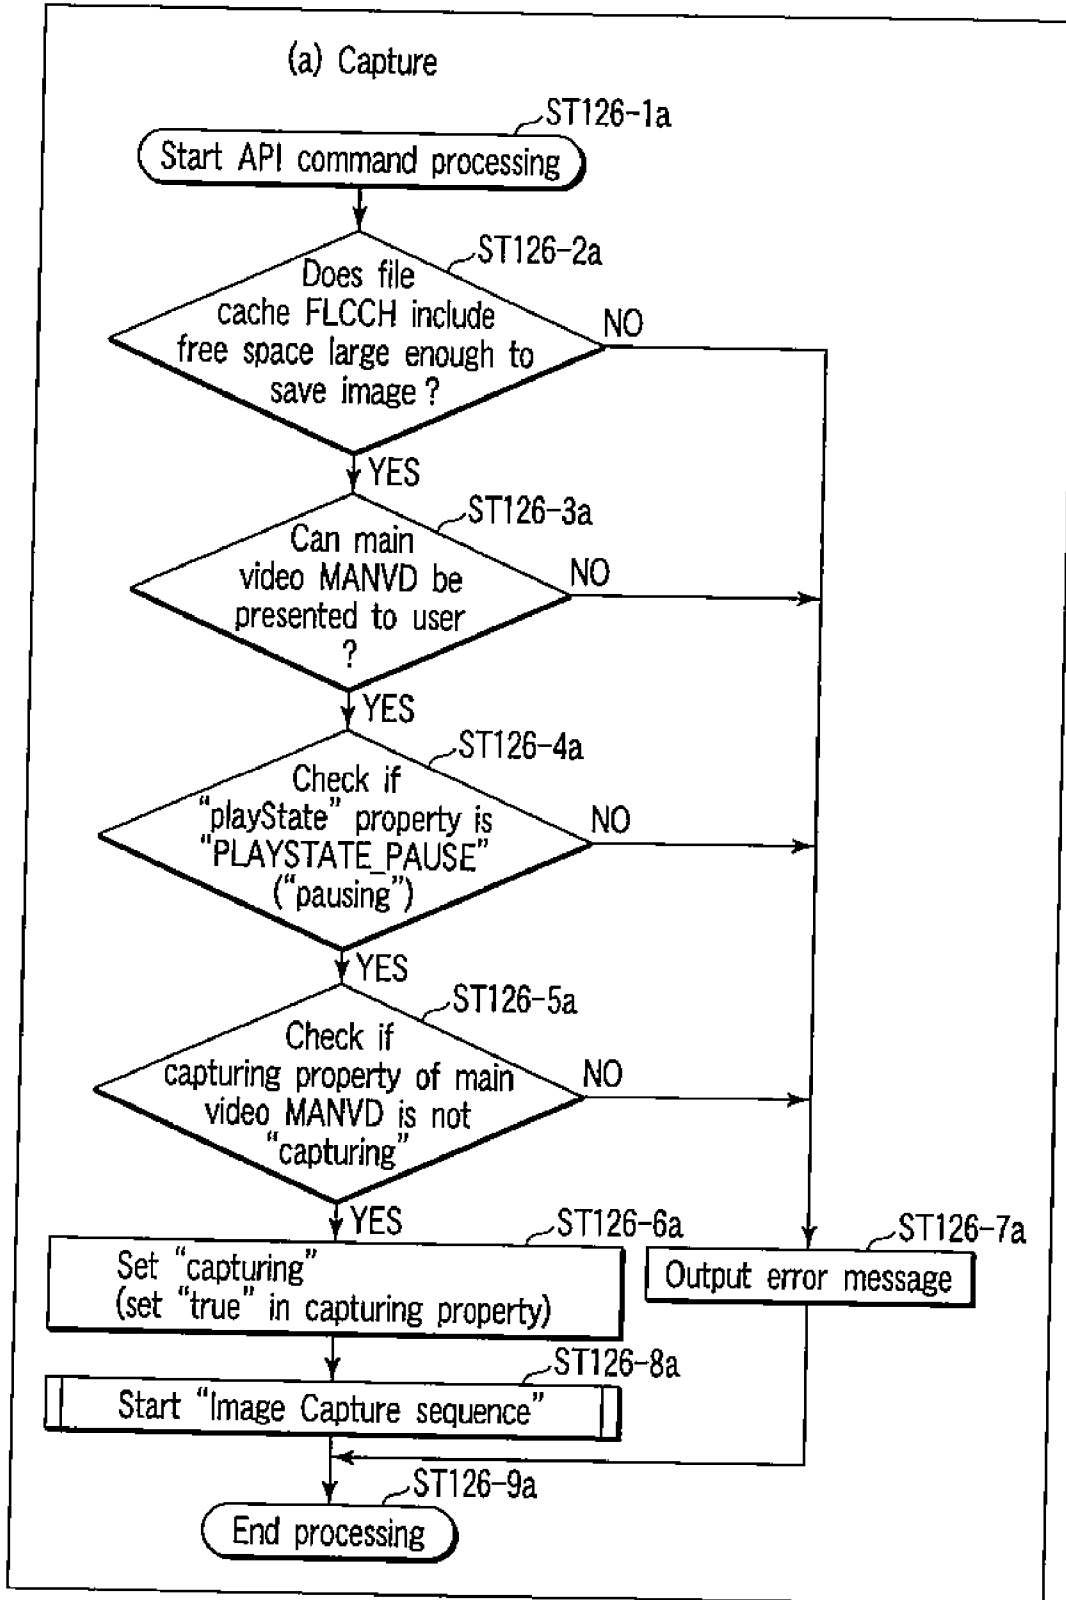 (a) Capture
ST126-1a
Start API command processing
ST126-2a
Does file
cache FLCCH include
free space large enough to
save image ?
NO
YES
ST126-3a
Can main
video MANVD be
presented to user
?
NO
YES
ST126-4a
Check if
“playState” property is
“PLAYSTATE_PAUSE”
(“pausing”)
NO
YES
ST126-5a
Check if
capturing property of main
video MANVD is not
“capturing”
NO
YES
ST126-6a
Set “capturing”
(set “true” in capturing property)
ST126-7a
Output error message
ST126-8a
Start “Image Capture sequence”
ST126-9a
End processing